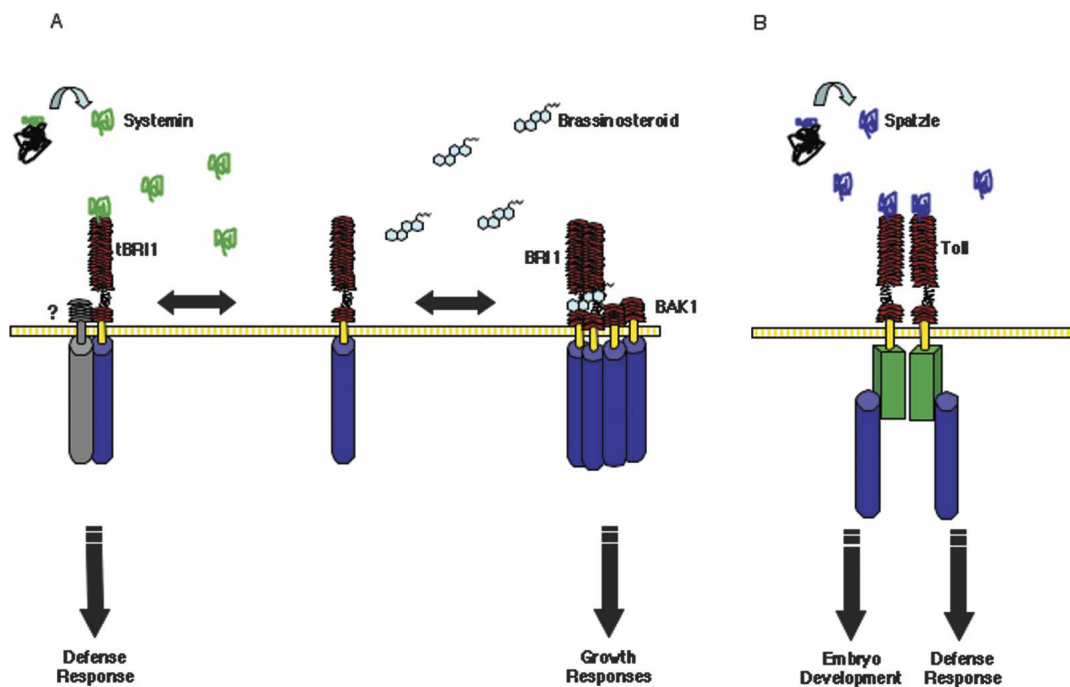 A
B
Systemin
Brassinosteroid
Spatzle
tBRI1
BRI1
Toll
?
BAK1
Defense
Response
Growth
Responses
Embryo
Development
Defense
Response